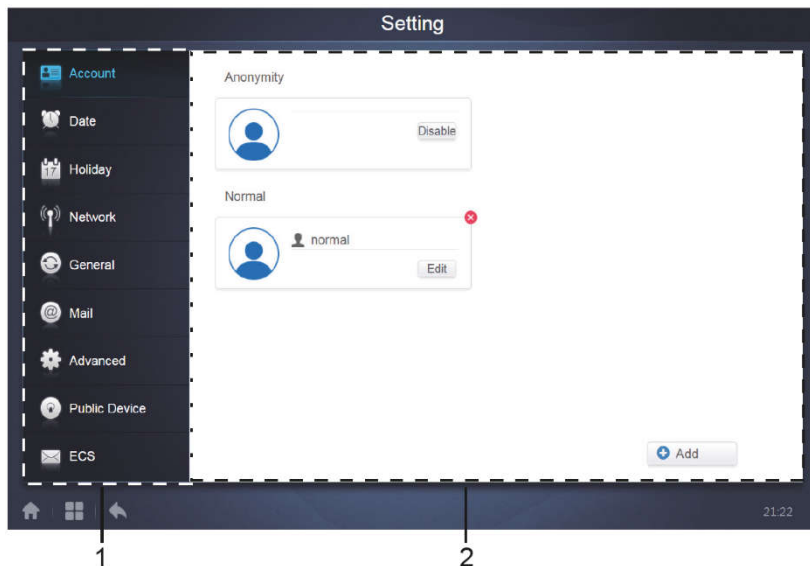 Setting
Account
Date
17
Holiday
Network
General
@
Mail
Advanced
Public Device
ECS
Anonymity
Disable
Normal
normal
Edit
Add
21:22
1
2